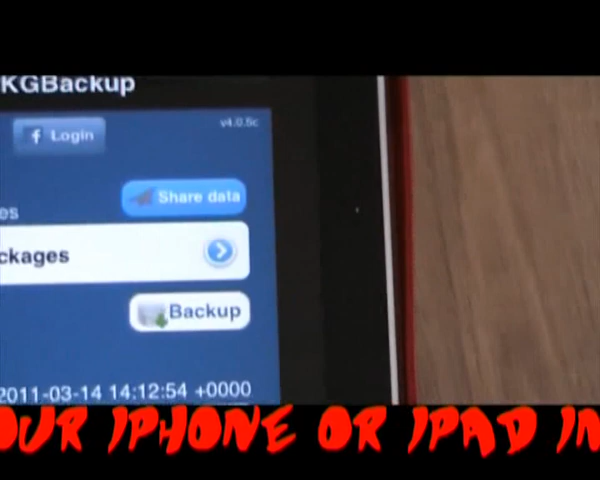 KGBackup
f Login
v4.0.5c
Share data
es
ckages
Backup
2011-03-14 14:12:54 +0000
OUR IPHONE OR IPAD IN